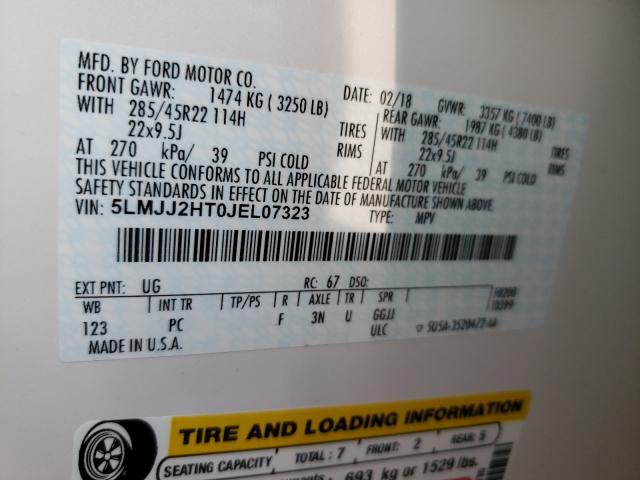 MFD. BY FORD MOTOR CO.
DATE: 02/18 GVWR: 3357 KG (7400 LB)
FRONT GAWR: 1474 KG (3250 LB) REAR GAWR: 1987 KG (4380 LB)
WITH 285/45R22 114H TIRES WITH 285/45R22 114H TIRES
22x9.5J RIMS 22x9.5J RIMS
AT 270 kPa/ 39 PSI COLD AT 270 kPa/ 39 PSI COLD
THIS VEHICLE CONFORMS TO ALL APPLICABLE FEDERAL MOTOR VEHICLE
SAFETY STANDARDS IN EFFECT ON THE DATE OF MANUFACTURE SHOWN ABOVE.
VIN: 5LMJJ2HT0JEL07323 TYPE: MPV
EXT PNT: UG RC: 67 DSO:
WB INT TR TP/PS R AXLE TR SPR
123 PC F 3N U GGJJ
ULC
MADE IN U.S.A.
TIRE AND LOADING INFORMATION
SEATING CAPACITY TOTAL: 7 FRONT: 2 REAR: 5
693 kg or 1529 lbs.